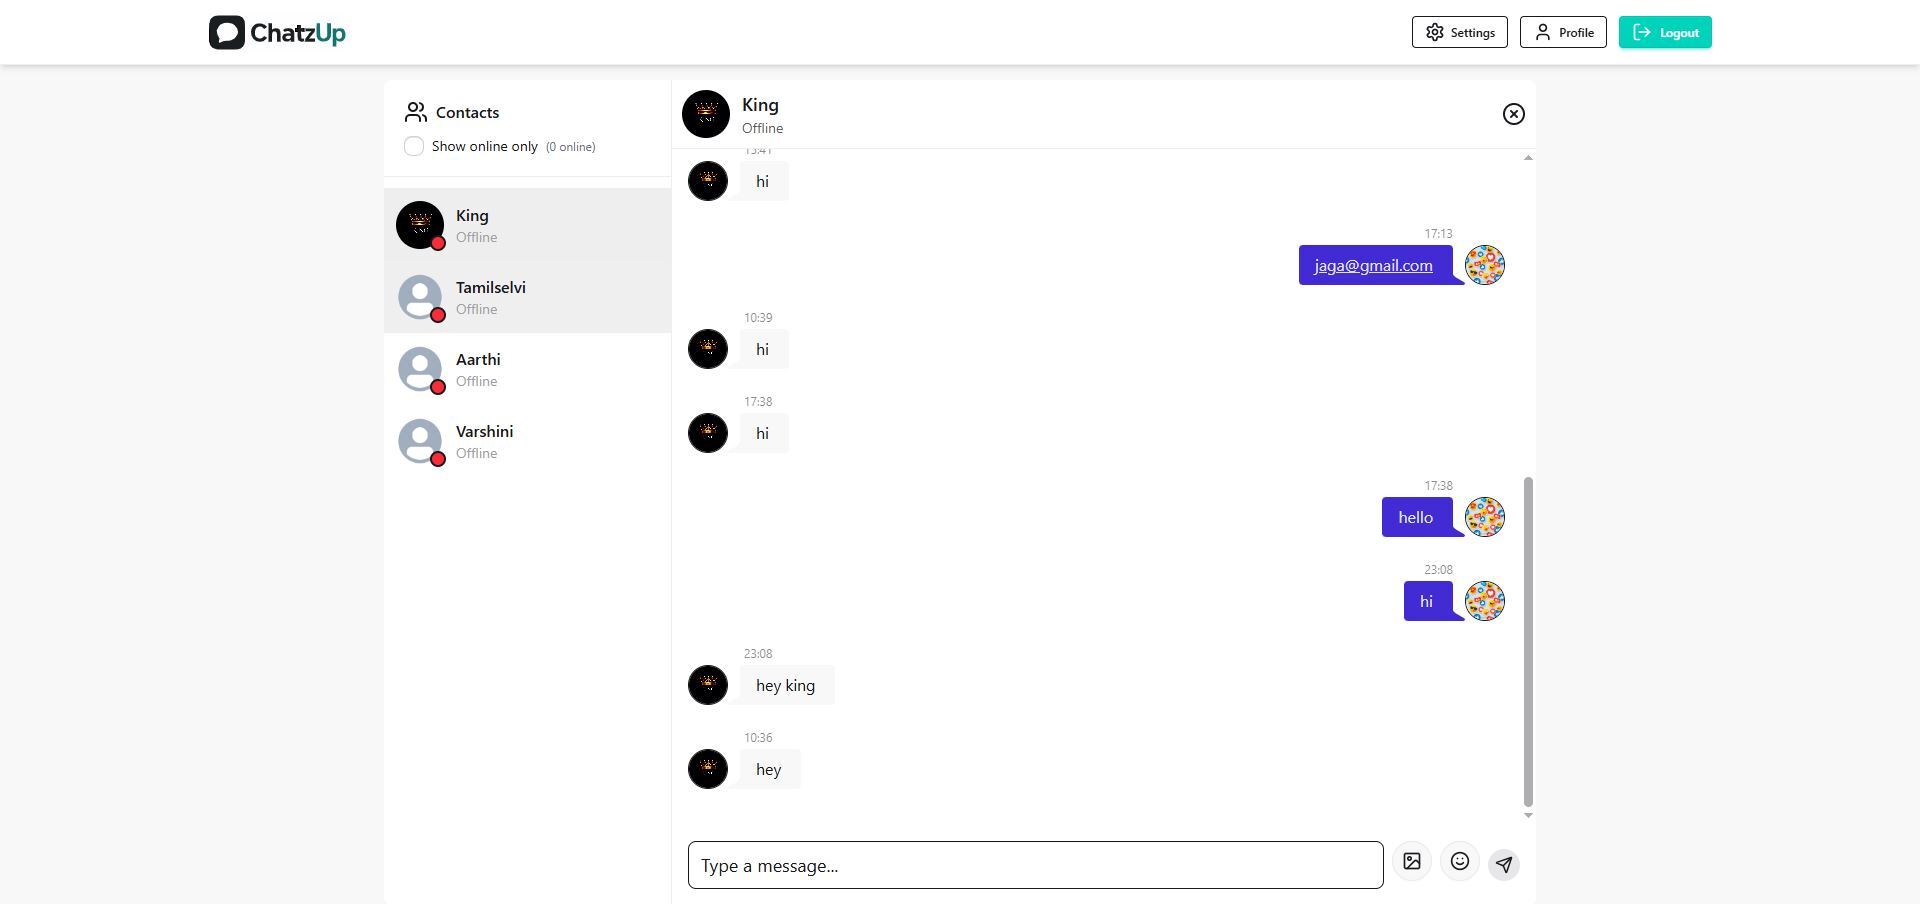 ChatzUp
Settings
Profile
Logout
Contacts
Show online only (0 online)
King
Offline
Tamilselvi
Offline
Aarthi
Offline
Varshini
Offline
King
Offline
hi
17:13
jaga@gmail.com
10:39
hi
17:38
hi
17:38
hello
23:08
hi
23:08
hey king
10:36
hey
Type a message...